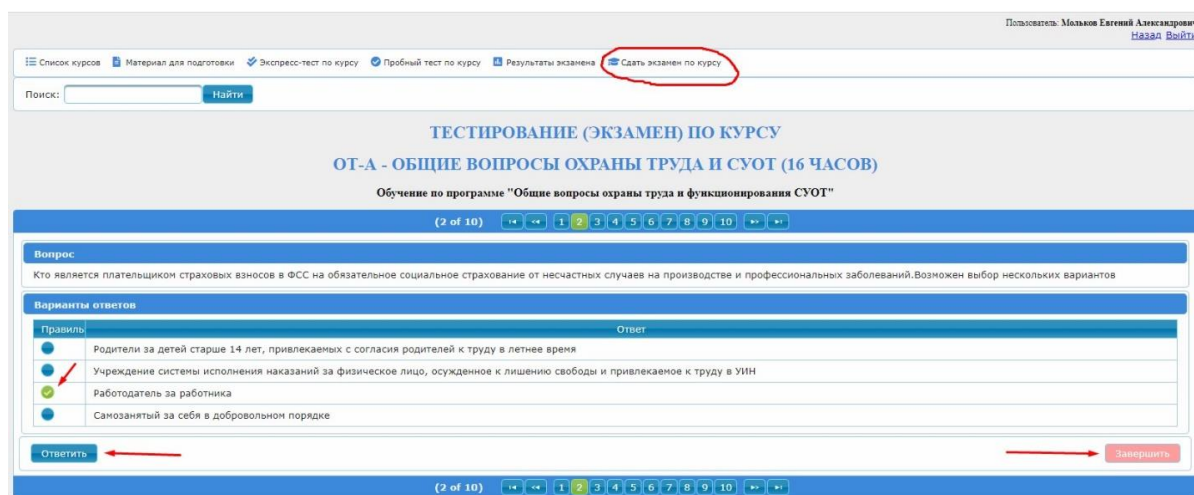 Пользователь: Мольков Евгений Александрович
Назад Выйти
Список курсов Материал для подготовки Экспресс-тест по курсу Пробный тест по курсу Результаты экзамена Сдать экзамен по курсу
Поиск: Найти
ТЕСТИРОВАНИЕ (ЭКЗАМЕН) ПО КУРСУ
ОТ-А - ОБЩИЕ ВОПРОСЫ ОХРАНЫ ТРУДА И СУОТ (16 ЧАСОВ)
Обучение по программе "Общие вопросы охраны труда и функционирования СУОТ"
(2 of 10) 1 2 3 4 5 6 7 8 9 10
Вопрос
Кто является плательщиком страховых взносов в ФСС на обязательное социальное страхование от несчастных случаев на производстве и профессиональных заболеваний.Возможен выбор нескольких вариантов
Варианты ответов
Правиль Ответ
Родители за детей старше 14 лет, привлекаемых с согласия родителей к труду в летнее время
Учреждение системы исполнения наказаний за физическое лицо, осужденное к лишению свободы и привлекаемое к труду в УИН
Работодатель за работника
Самозанятый за себя в добровольном порядке
Ответить Завершить
(2 of 10) 1 2 3 4 5 6 7 8 9 10